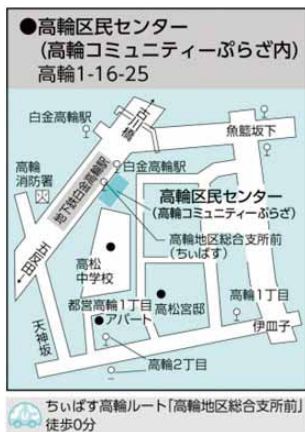 ●高輪区民センター
(高輪コミュニティーぷらざ内)
高輪1-16-25
古川橋
白金高輪駅
魚籃坂下
高輪
消防署
白金高輪駅
地下鉄白金高輪駅
高輪区民センター
(高輪コミュニティーぷらざ)
高輪地区総合支所前
(ちぃばす)
五反田
高松
中学校
都営高輪1丁目
アパート
高松宮邸
高輪1丁目
伊皿子
天神坂
高輪2丁目
ちぃばす高輪ルート「高輪地区総合支所前」
徒歩0分